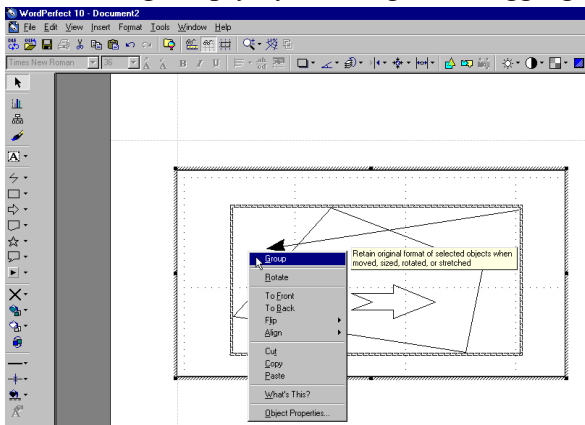 WordPerfect 10 - Document2
File Edit View Insert Format Tools Window Help
Times New Roman 36
Group
Retain original format of selected objects when
moved, sized, rotated, or stretched
Rotate
To Front
To Back
Flip
Align
Cut
Copy
Paste
What's This?
Object Properties...